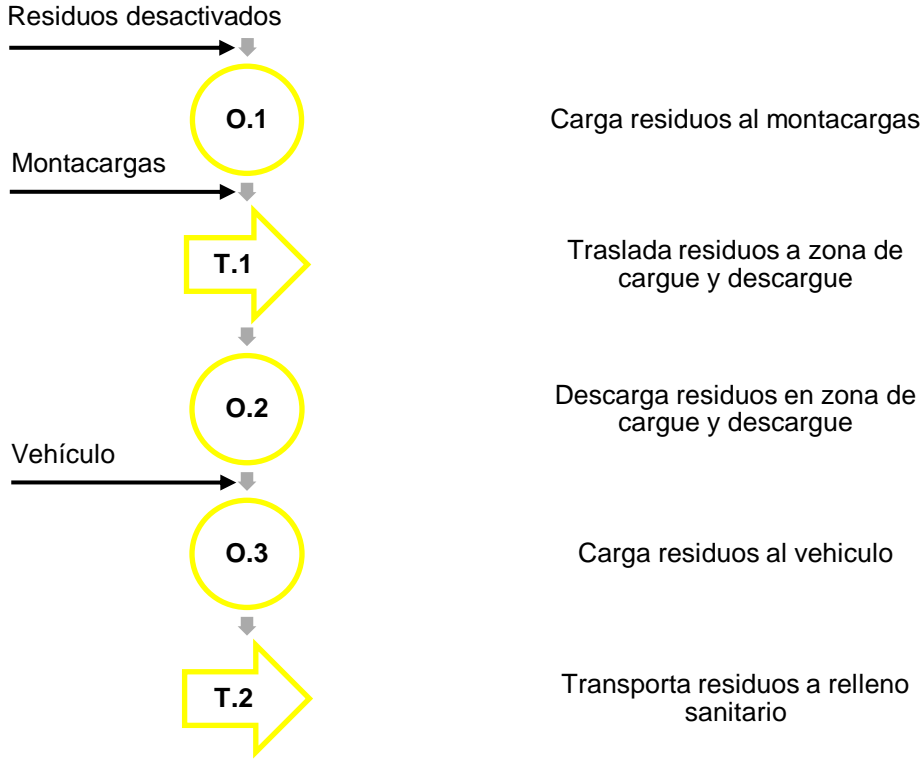 Residuos desactivados
O.1
Carga residuos al montacargas
Montacargas
T.1
Traslada residuos a zona de
cargue y descargue
O.2
Descarga residuos en zona de
cargue y descargue
Vehículo
O.3
Carga residuos al vehiculo
T.2
Transporta residuos a relleno
sanitario